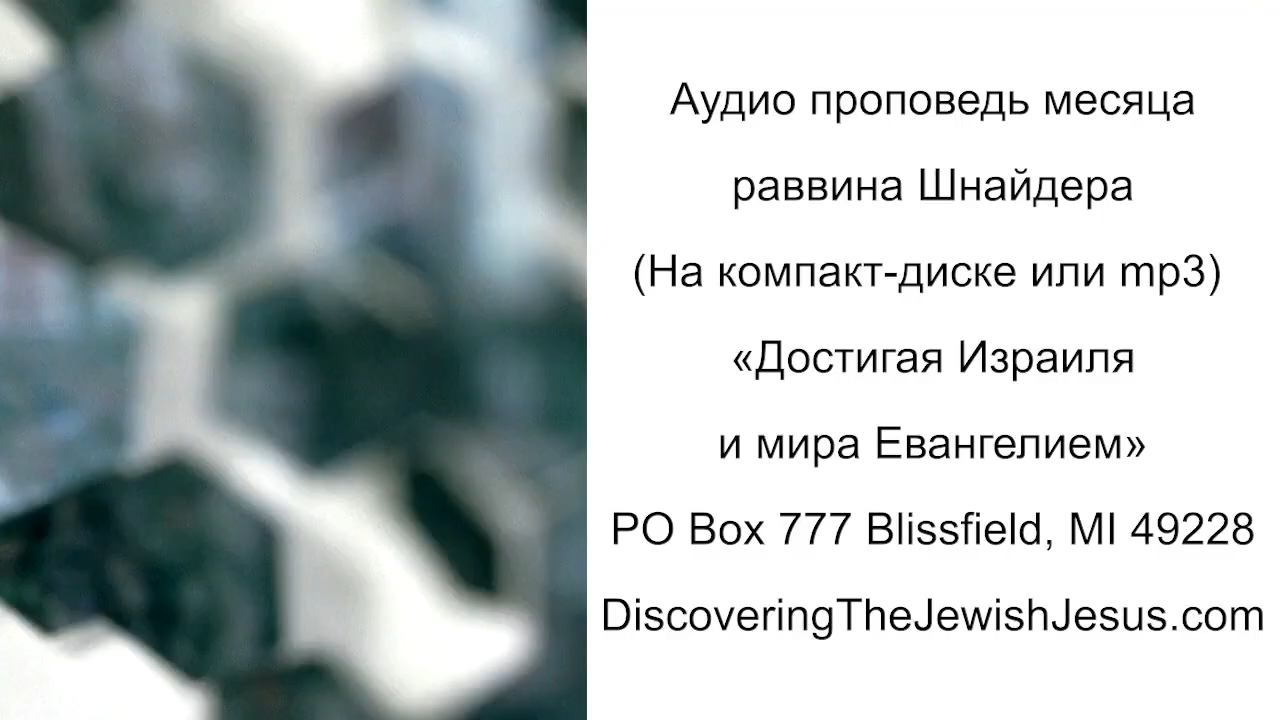 Аудио проповедь месяца
раввина Шнайдера
(На компакт-диске или mp3)
«Достигая Израиля
и мира Евангелием»
PO Box 777 Blissfield, MI 49228
DiscoveringTheJewishJesus.com